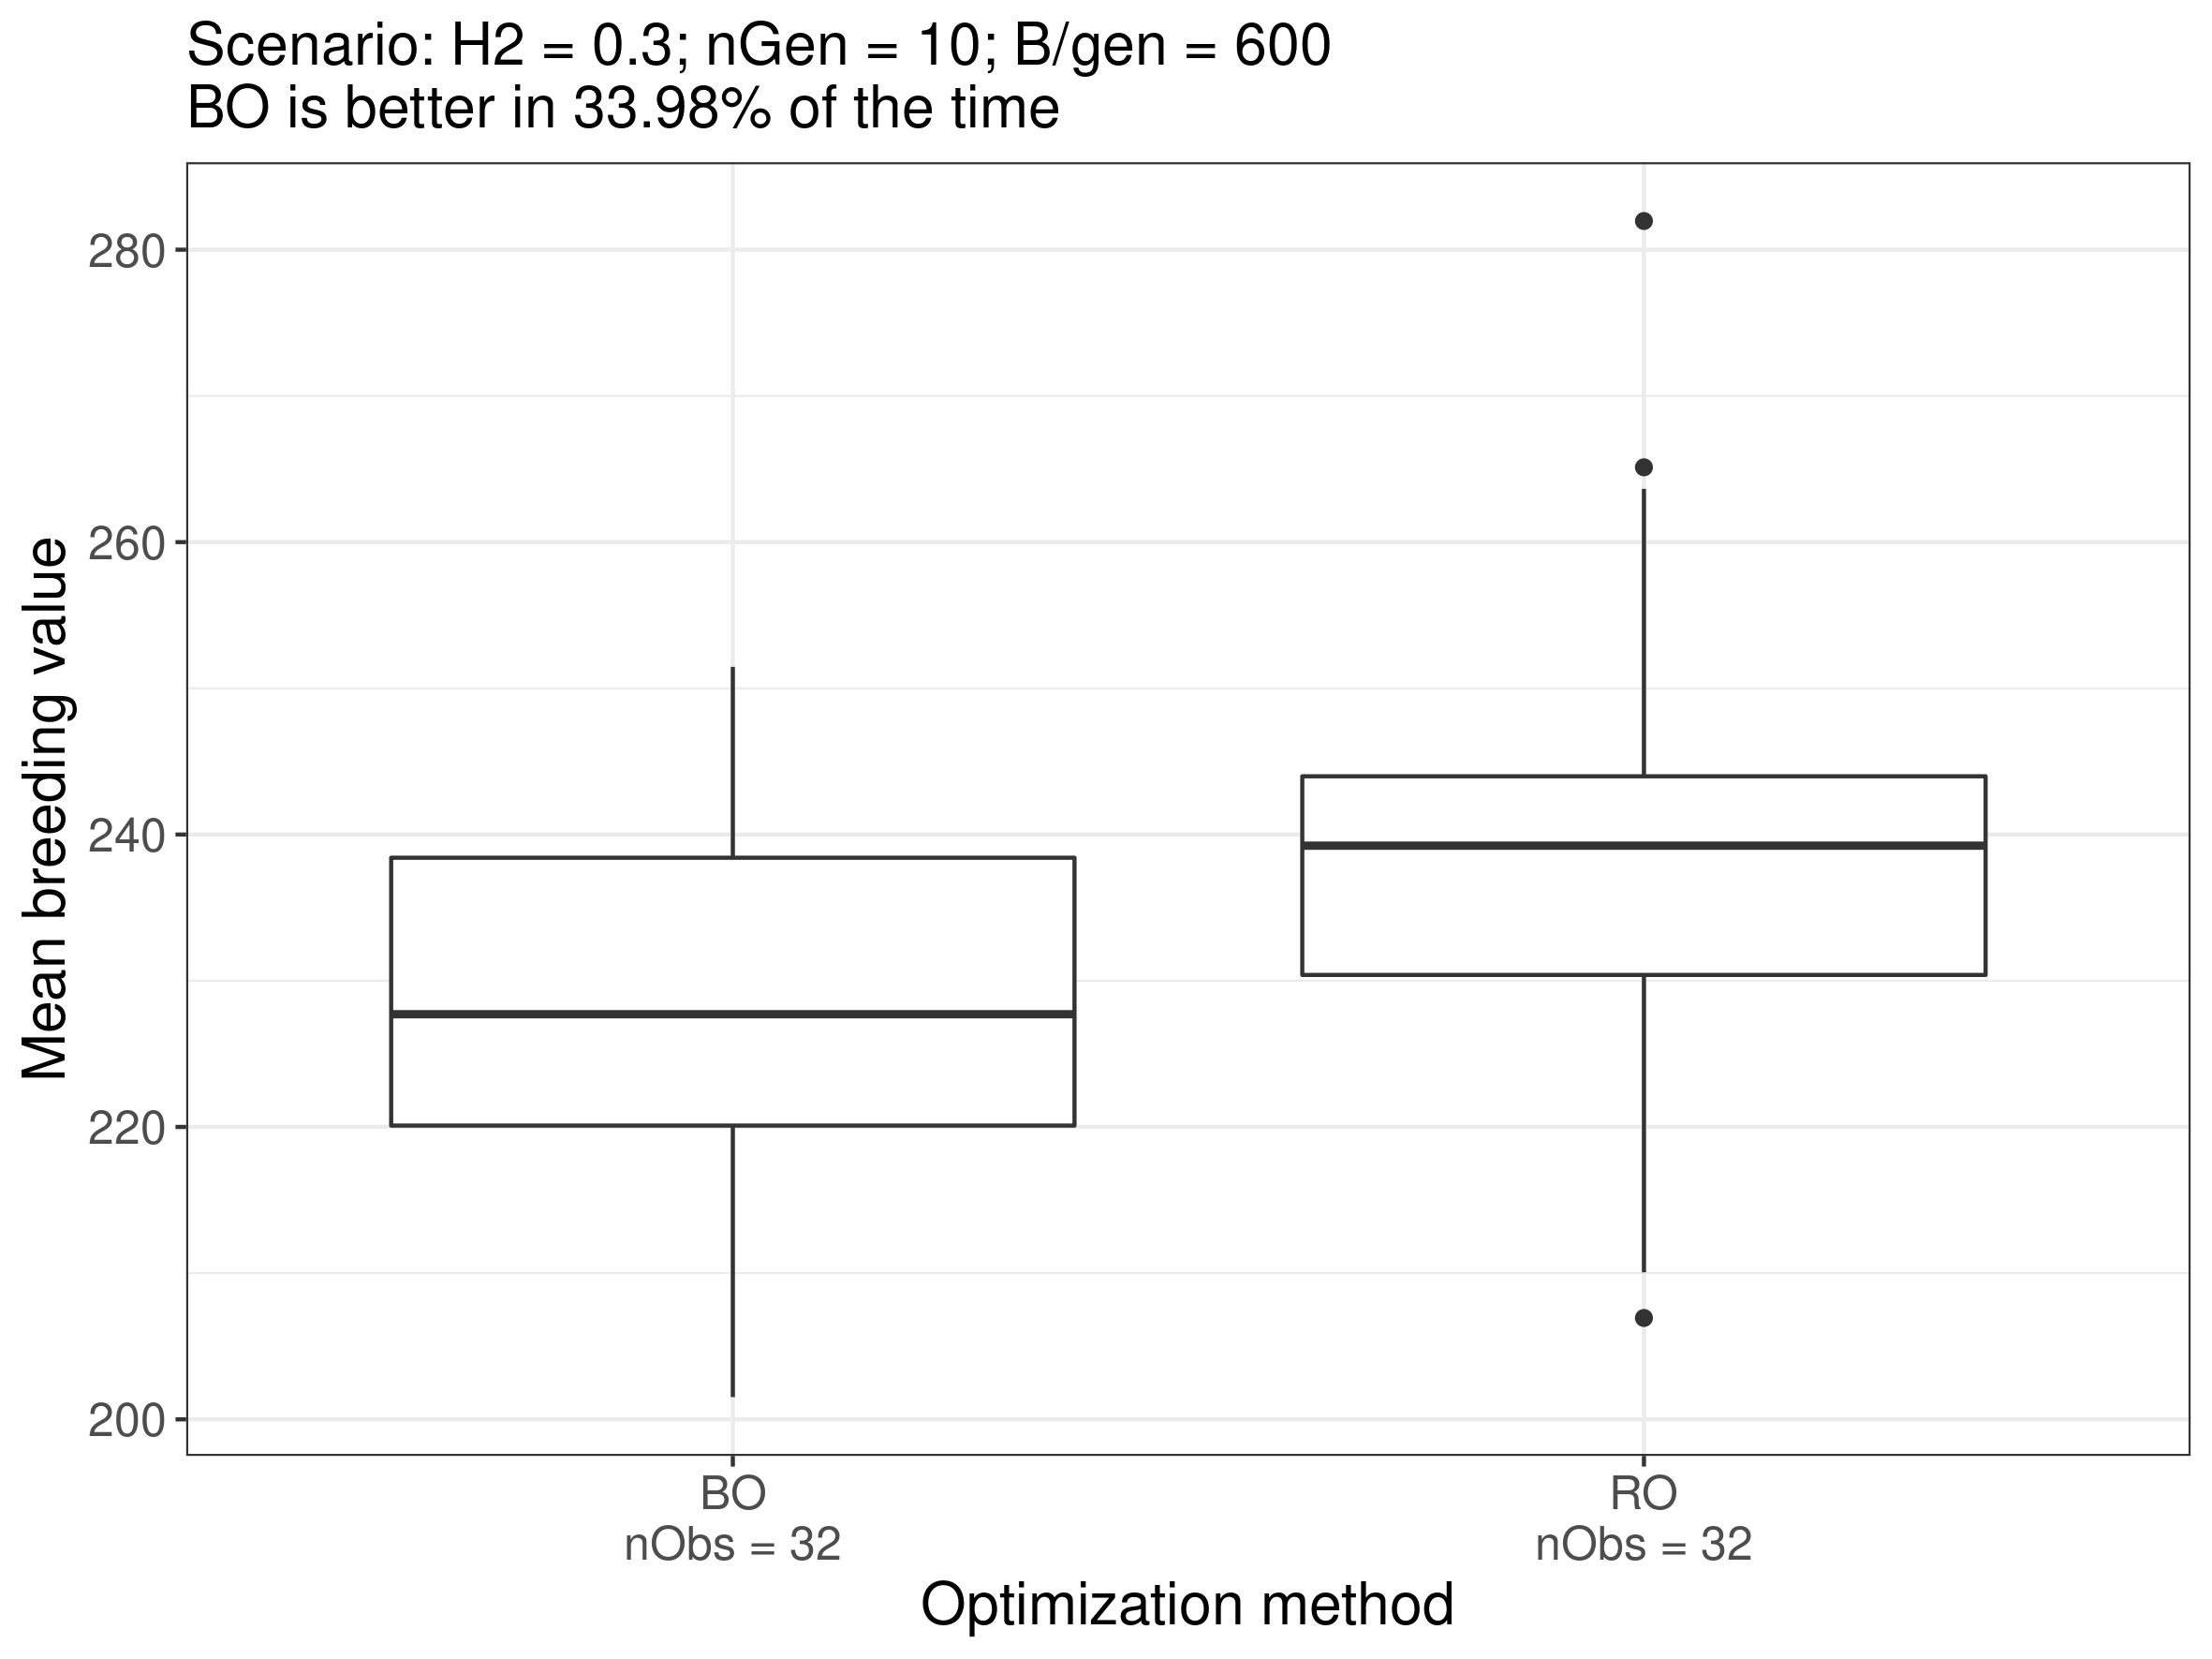 Scenario: H2 = 0.3; nGen = 10; B/gen = 600
BO is better in 33.98% of the time
Mean breeding value
280
260
240
220
200
BO
nObs = 32
RO
nObs = 32
Optimization method